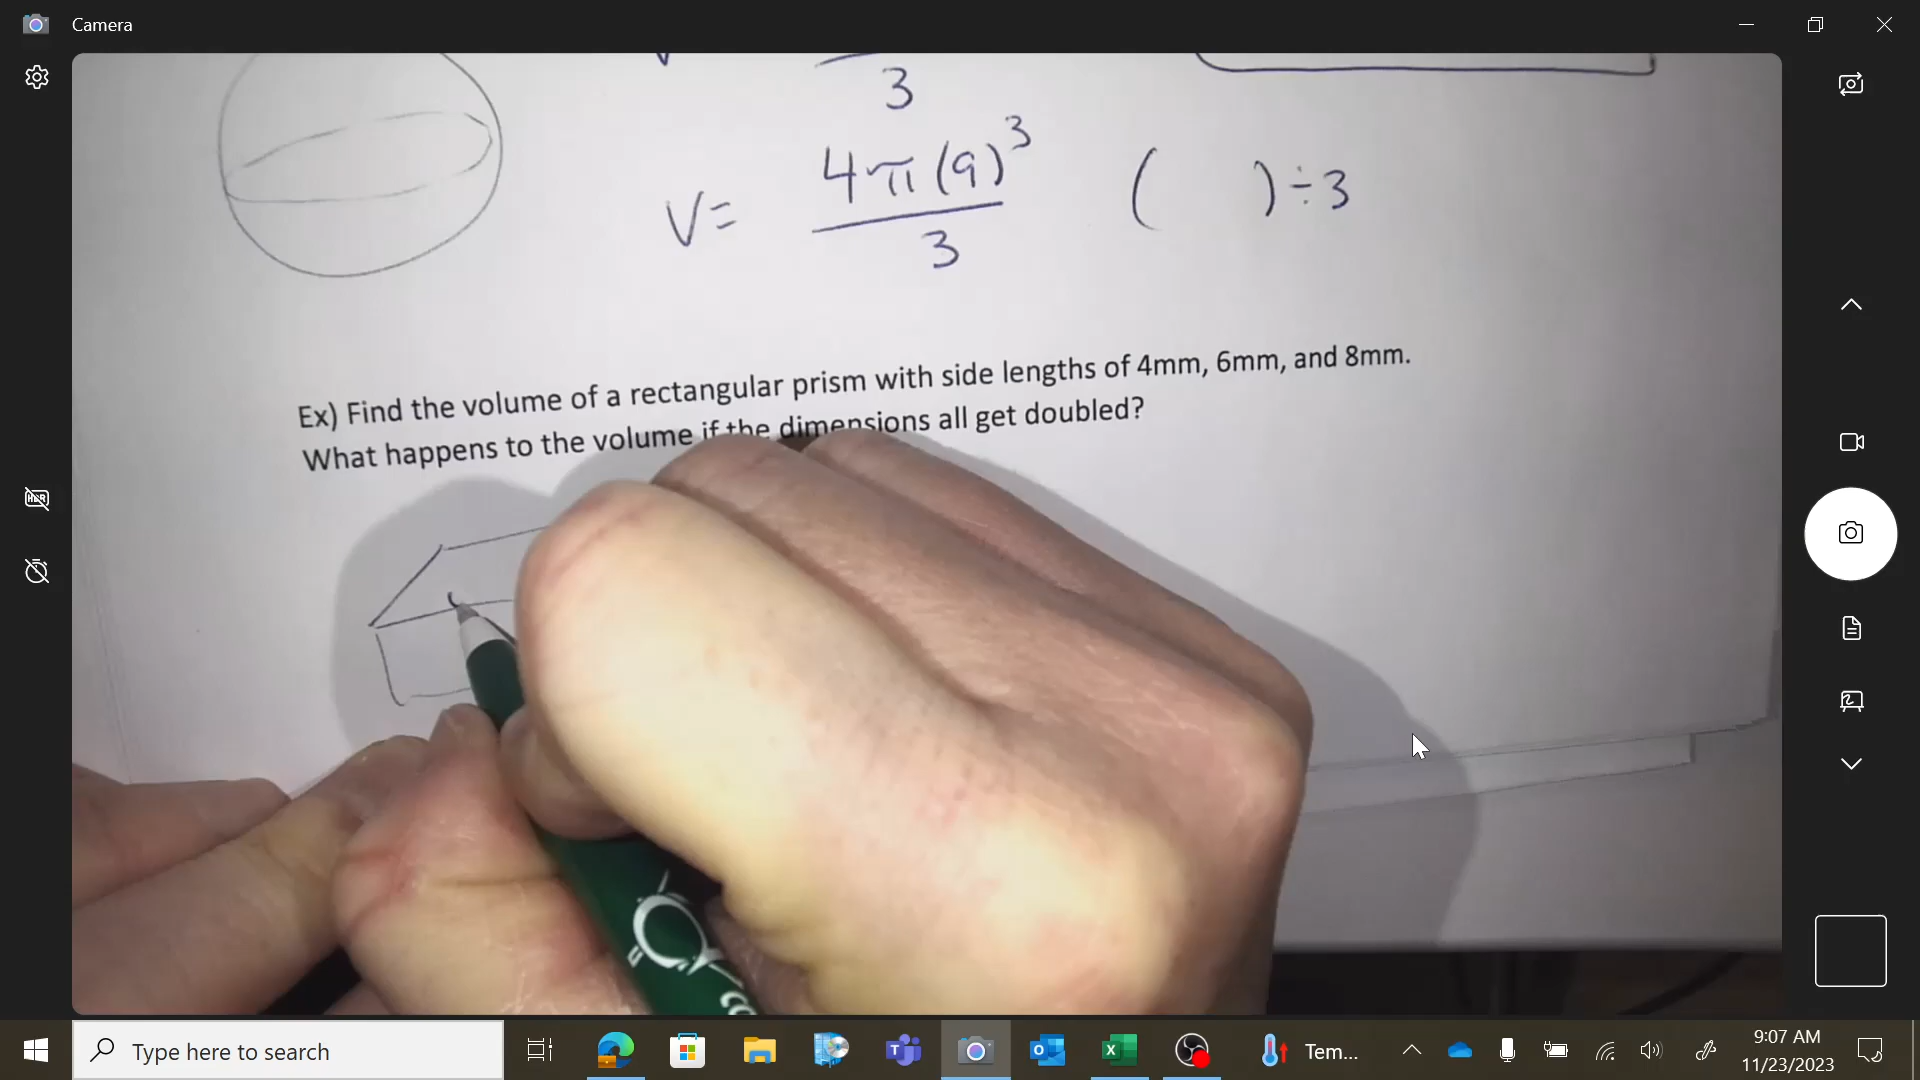 Camera
V
3
V= 4π(9)³ ( )÷3
3
Ex) Find the volume of a rectangular prism with side lengths of 4mm, 6mm, and 8mm.
What happens to the volume if the dimensions all get doubled?
Type here to search
Tem...
9:07 AM
11/23/2023